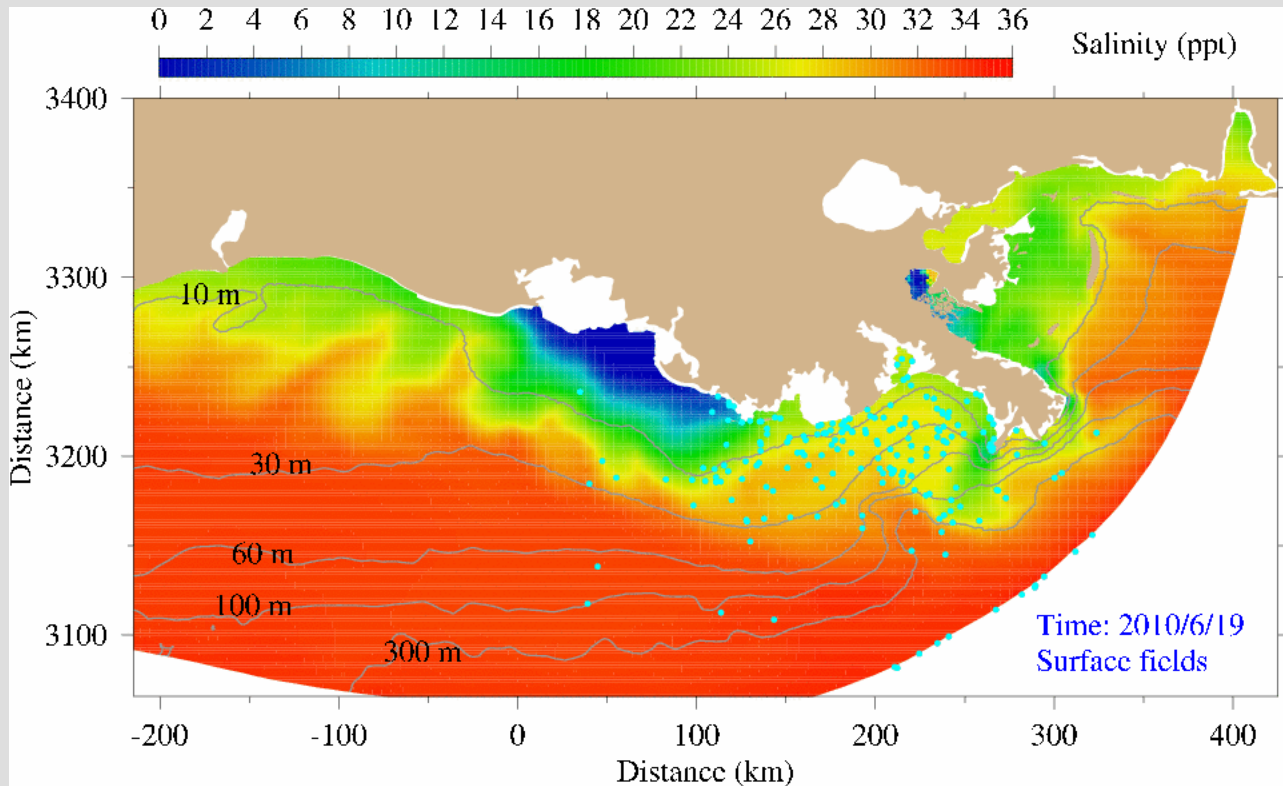 0 2 4 6 8 10 12 14 16 18 20 22 24 26 28 30 32 34 36
Salinity (ppt)
3400
3300
3200
3100
Distance (km)
10 m
30 m
60 m
100 m
300 m
Time: 2010/6/19
Surface fields
-200 -100 0 100 200 300 400
Distance (km)